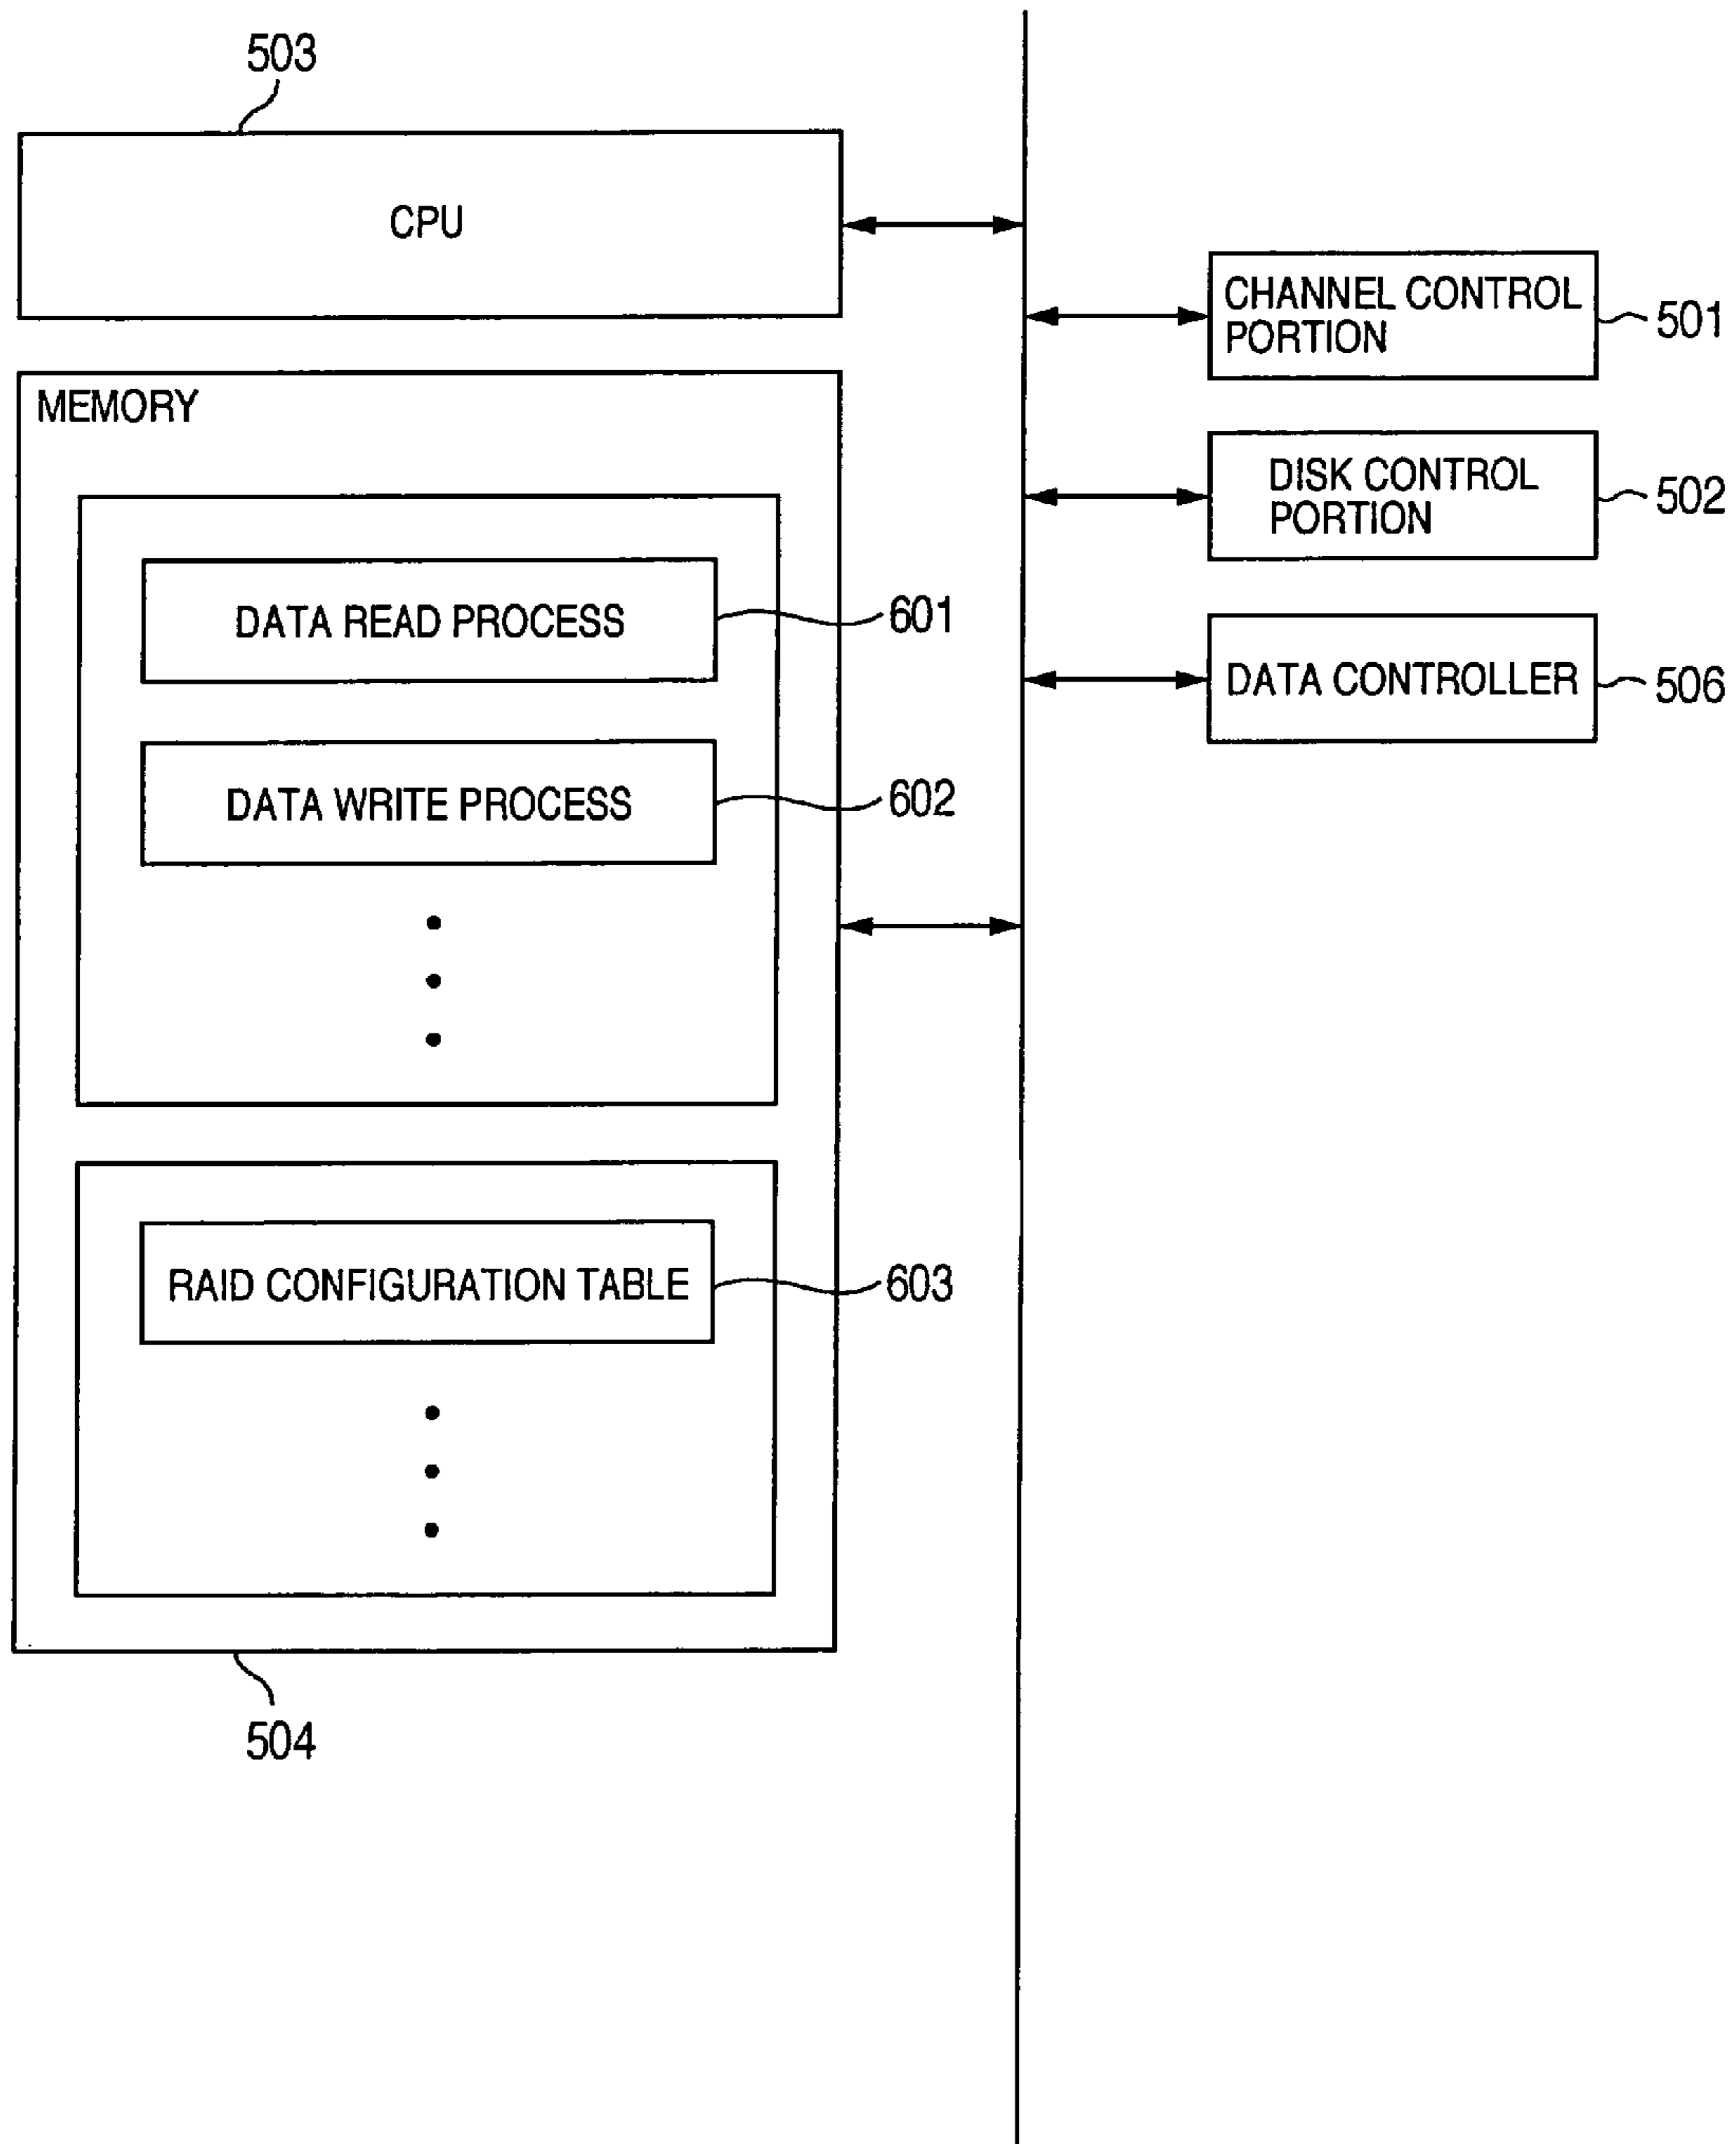 503
CPU
CHANNEL CONTROL
PORTION
501
MEMORY
DISK CONTROL
PORTION
502
DATA READ PROCESS
601
DATA CONTROLLER
506
DATA WRITE PROCESS
602
RAID CONFIGURATION TABLE
603
504